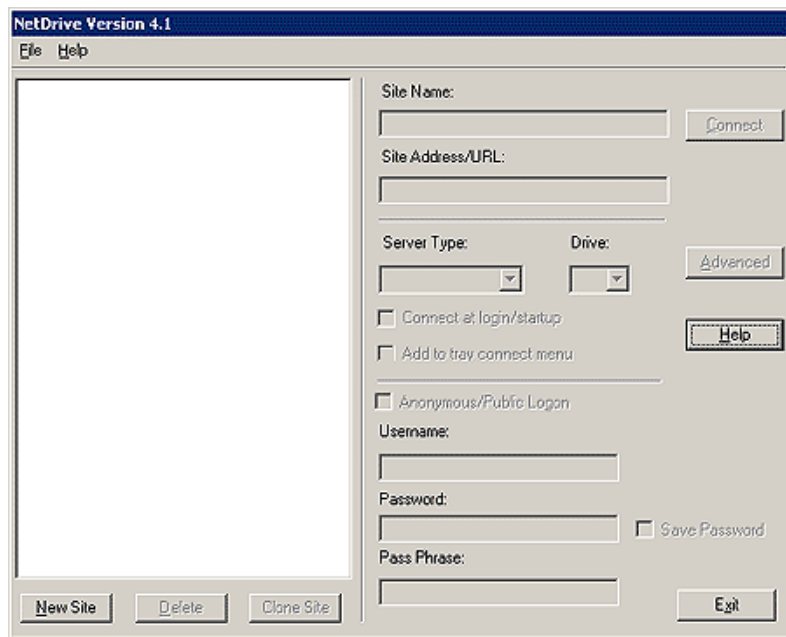 NetDrive Version 4.1
File Help
Site Name:
Connect
Site Address/URL:
Server Type: Drive:
Advanced
Connect at login/startup
Help
Add to tray connect menu
Anonymous/Public Logon
Username:
Password:
Save Password
Pass Phrase:
New Site Delete Clone Site
Exit